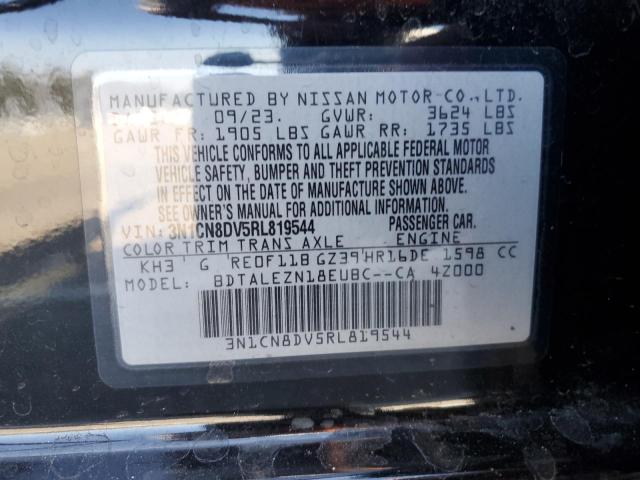 MANUFACTURED BY NISSAN MOTOR CO., LTD.
09/23. GVWR: 3624 LBS
GAWR FR: 1905 LBS GAWR RR: 1735 LBS
THIS VEHICLE CONFORMS TO ALL APPLICABLE FEDERAL MOTOR
VEHICLE SAFETY, BUMPER AND THEFT PREVENTION STANDARDS
IN EFFECT ON THE DATE OF MANUFACTURE SHOWN ABOVE.
SEE OWNER'S MANUAL FOR ADDITIONAL INFORMATION.
VIN: 3N1CN8DV5RL819544 PASSENGER CAR.
COLOR TRIM TRANS AXLE ENGINE
KH3 G RE0F11B GZ39 HR16DE 1598 CC
BDTALEZN18EUBC--CA 4Z000
3N1CN8DV5RL819544